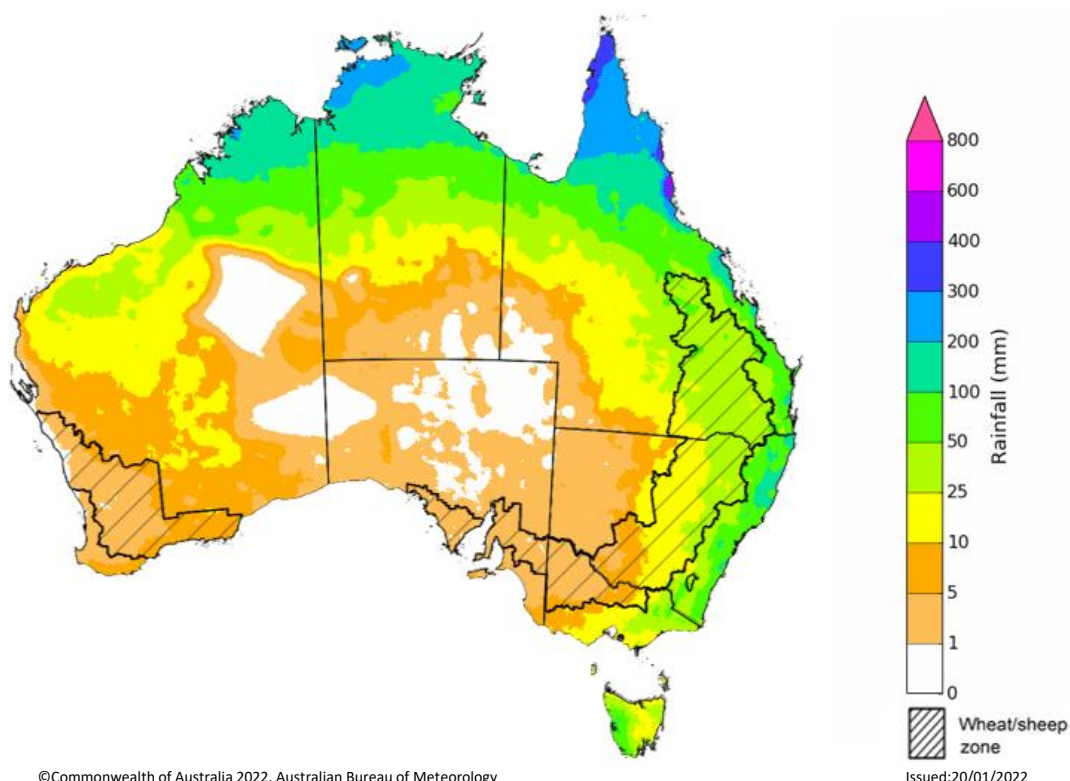 800
600
400
300
200
100
50
25
10
5
1
0
Rainfall (mm)
Wheat/sheep
zone
©Commonwealth of Australia 2022, Australian Bureau of Meteorology
Issued:20/01/2022